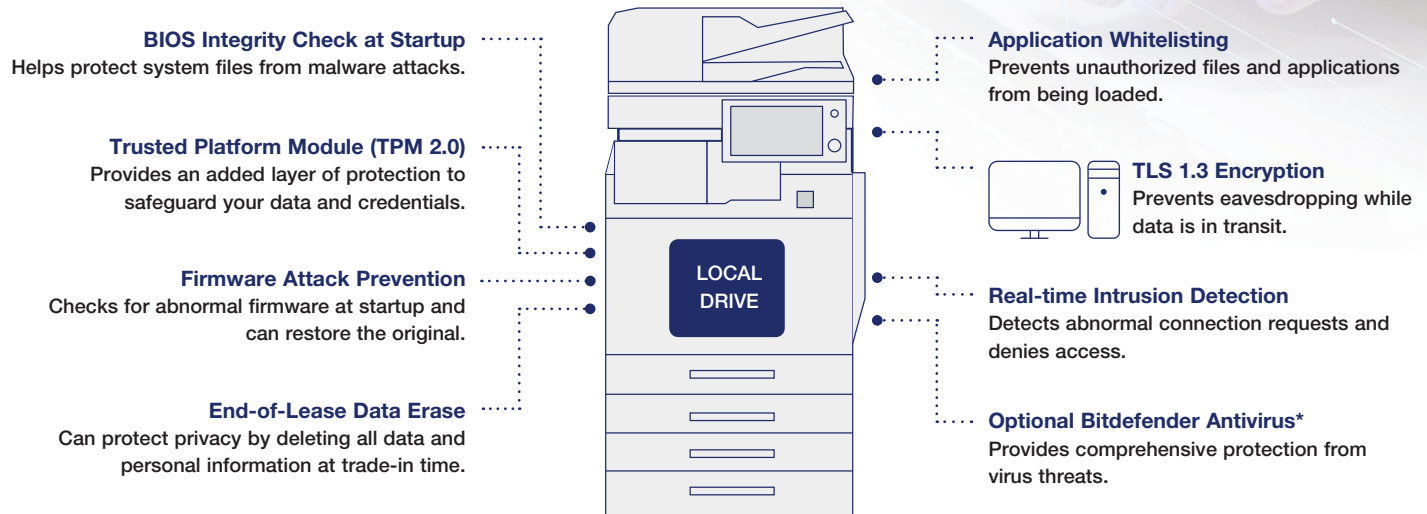 BIOS Integrity Check at Startup
Helps protect system files from malware attacks.
Trusted Platform Module (TPM 2.0)
Provides an added layer of protection to
safeguard your data and credentials.
Firmware Attack Prevention
Checks for abnormal firmware at startup and
can restore the original.
End-of-Lease Data Erase
Can protect privacy by deleting all data and
personal information at trade-in time.
LOCAL
DRIVE
Application Whitelisting
Prevents unauthorized files and applications
from being loaded.
TLS 1.3 Encryption
Prevents eavesdropping while
data is in transit.
Real-time Intrusion Detection
Detects abnormal connection requests and
denies access.
Optional Bitdefender Antivirus*
Provides comprehensive protection from
virus threats.